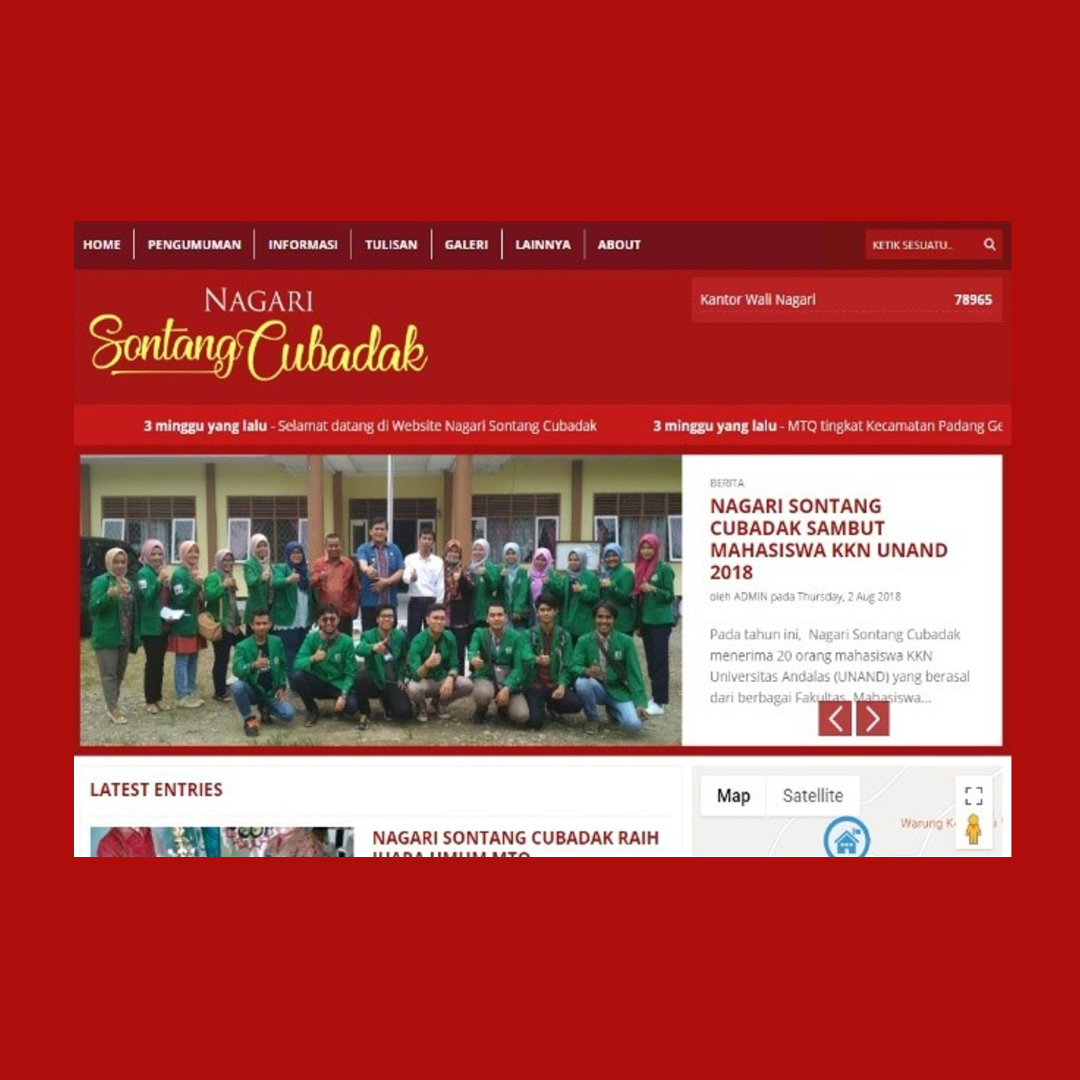 HOME PENGUMUMAN INFORMASI TULISAN GALERI LAINNYA ABOUT KETIK SESUATU..
NAGARI
Sontang Cubadak
Kantor Wali Nagari 78965
3 minggu yang lalu - Selamat datang di Website Nagari Sontang Cubadak 3 minggu yang lalu - MTQ tingkat Kecamatan Padang Ge
BERITA
NAGARI SONTANG
CUBADAK SAMBUT
MAHASISWA KKN UNAND
2018
oleh ADMIN pada Thursday, 2 Aug 2018
Pada tahun ini, Nagari Sontang Cubadak
menerima 20 orang mahasiswa KKN
Universitas Andalas (UNAND) yang berasal
dari berbagai Fakultas. Mahasiswa...
LATEST ENTRIES
NAGARI SONTANG CUBADAK RAIH
JUARA UMUM MTQ
Map Satellite
Warung